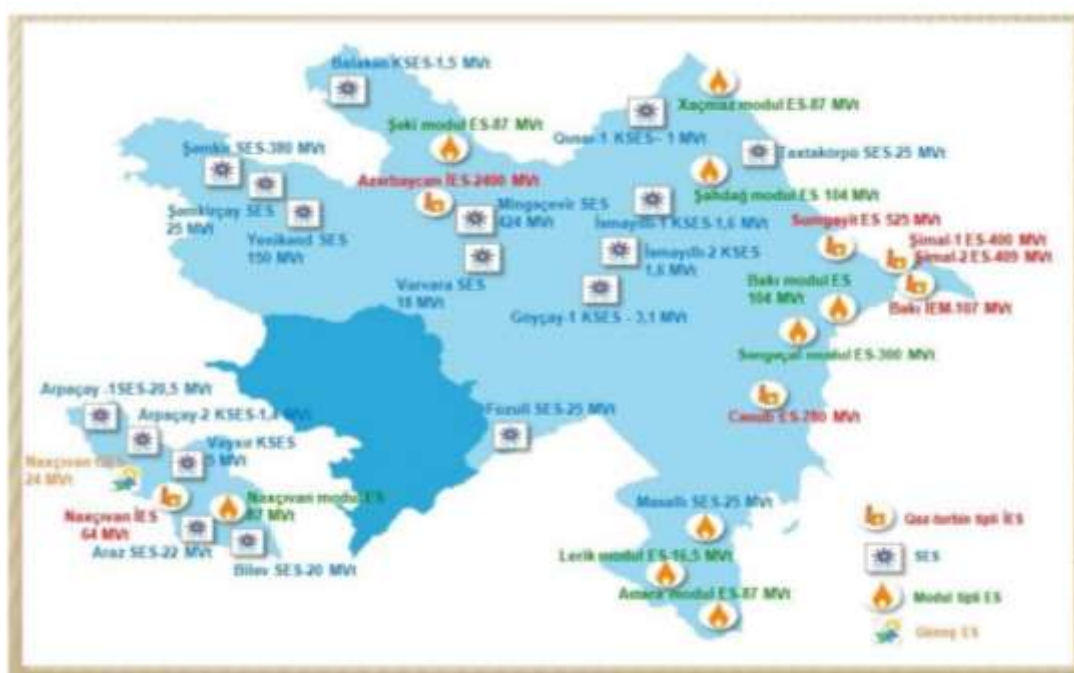 Balakən KSES-1,5 MVt
Xaçmaz modul ES-87 MVt
Şəki modul ES-87 MVt
Qusar-1 KSES- 1 MVt
Şəmkir SES-380 MVt
Taxtakörpü SES-25 MVt
Azərbaycan İES-2400 MVt
Şahdağ modul ES 104 MVt
Mingəçevir SES
424 MVt
Şəmkirçay SES
25 MVt
İsmayıllı-1 KSES-1,6 MVt
Sumqayıt ES 525 MVt
Yenikənd SES
150 MVt
İsmayıllı-2 KSES
1,6 MVt
Şimal-1 ES-400 MVt
Şimal-2 ES-409 MVt
Varvara SES
18 MVt
Bakı modul ES
104 MVt
Göyçay-1 KSES - 3,1 MVt
Bakı İEM-107 MVt
Səngəçal modul ES-300 MVt
Arpaçay -1SES-20,5 MVt
Arpaçay-2 KSES-1,4 MVt
Füzuli SES-25 MVt
Cənub ES-780 MVt
Vayxır KSES
5 MVt
Naxçıvan
24 MVt
Naxçıvan modul ES
87 MVt
Naxçıvan İES
64 MVt
Araz SES-22 MVt
Biləv SES-20 MVt
Masallı SES-25 MVt
Lerik modul ES-16,5 MVt
Astara modul ES-87 MVt
Qaz-turbin tipli İES
SES
Modul tipli ES
Günəş ES